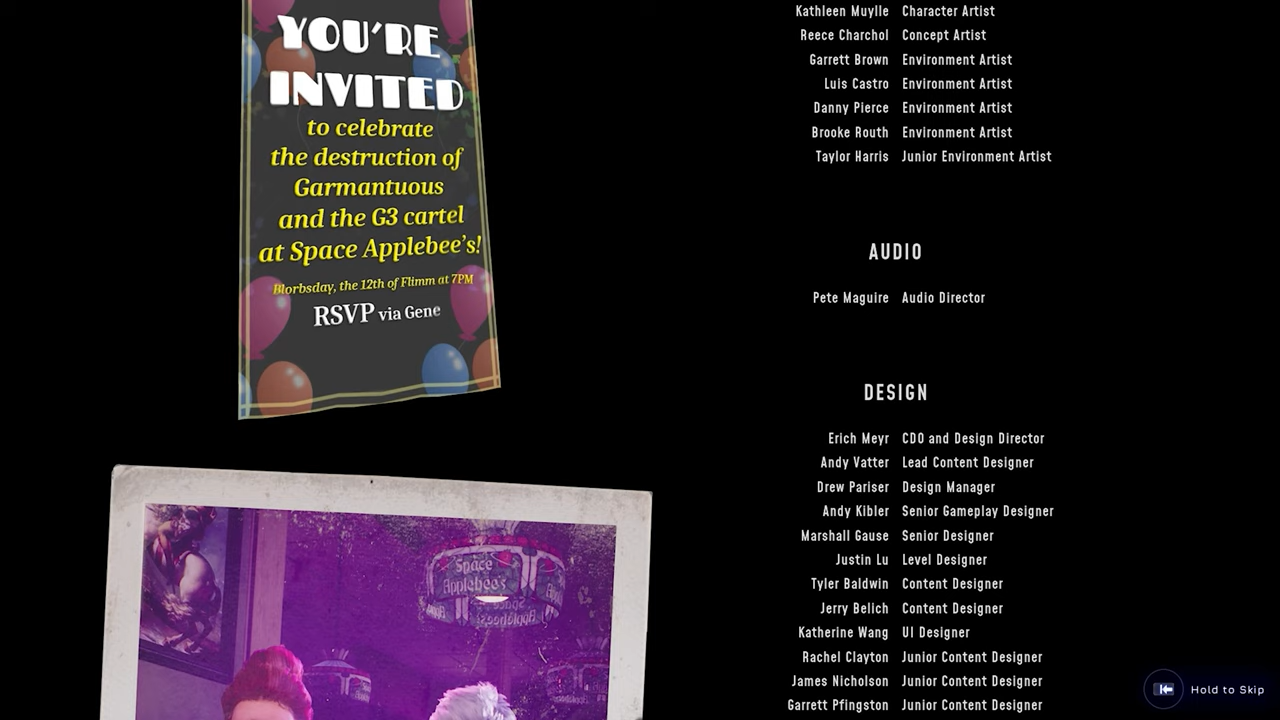 YOU'RE
INVITED
to celebrate
the destruction of
Garmantuous
and the G3 cartel
at Space Applebee's!
Blorbsday, the 12th of Flimm at 7PM
RSVP via Gene
Space
Applebee's
Kathleen Muylle Character Artist
Reece Charchol Concept Artist
Garrett Brown Environment Artist
Luis Castro Environment Artist
Danny Pierce Environment Artist
Brooke Routh Environment Artist
Taylor Harris Junior Environment Artist
AUDIO
Pete Maguire Audio Director
DESIGN
Erich Meyr CDO and Design Director
Andy Vatter Lead Content Designer
Drew Pariser Design Manager
Andy Kibler Senior Gameplay Designer
Marshall Gause Senior Designer
Justin Lu Level Designer
Tyler Baldwin Content Designer
Jerry Belich Content Designer
Katherine Wang UI Designer
Rachel Clayton Junior Content Designer
James Nicholson Junior Content Designer
Garrett Pfingston Junior Content Designer
Hold to Skip